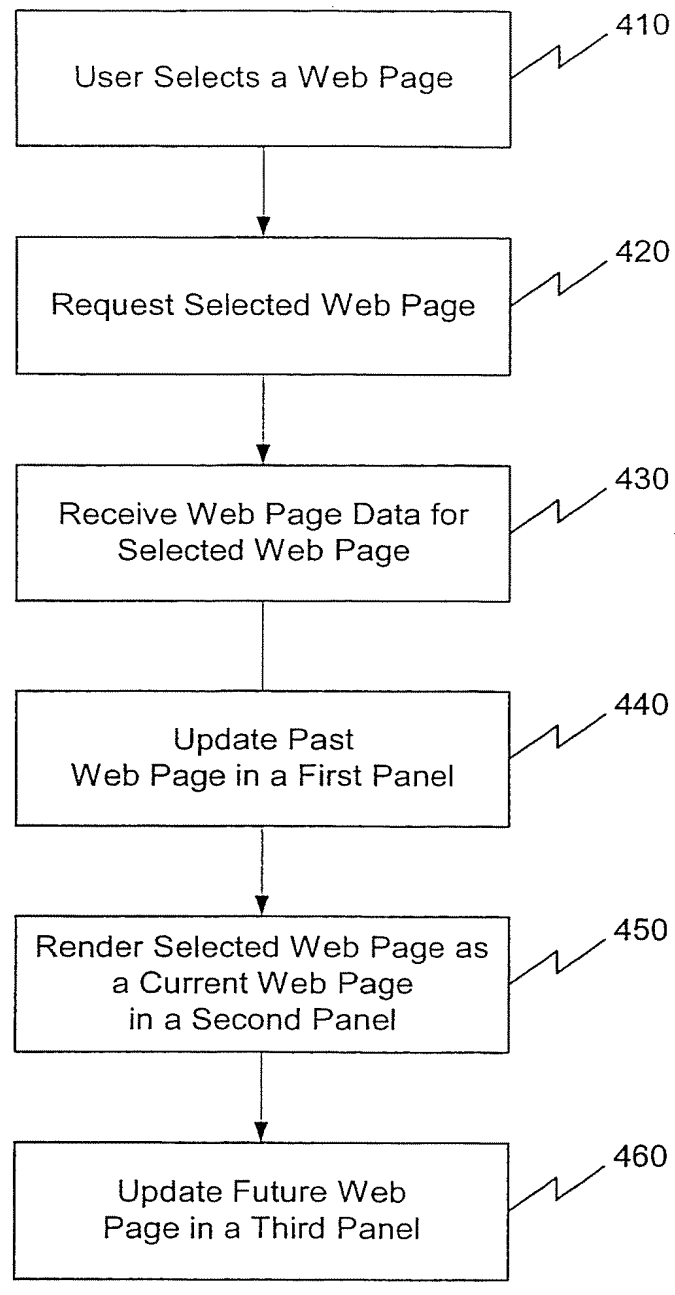 410
User Selects a Web Page
420
Request Selected Web Page
430
Receive Web Page Data for
Selected Web Page
440
Update Past
Web Page in a First Panel
450
Render Selected Web Page as
a Current Web Page
in a Second Panel
460
Update Future Web
Page in a Third Panel